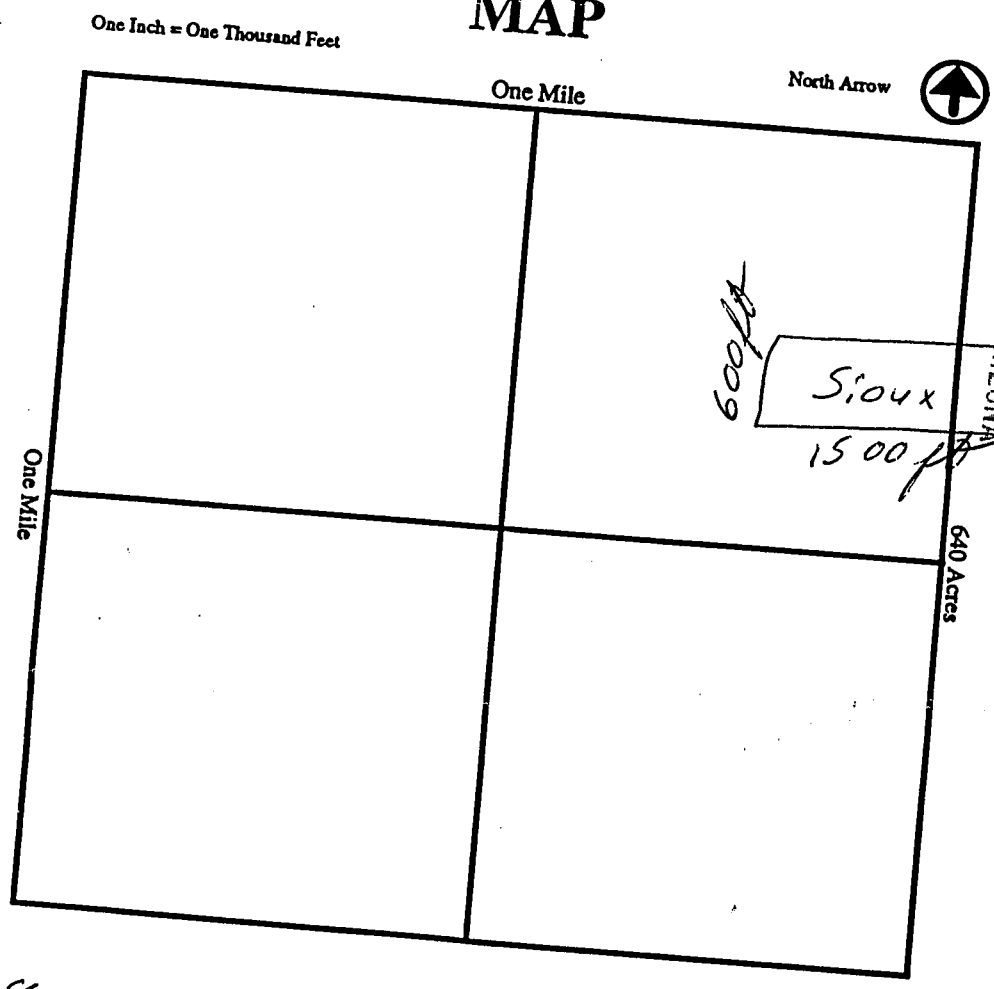 MAP
One Inch = One Thousand Feet
One Mile
North Arrow
600 ft
Sioux
1500 ft
One Mile
640 Acres